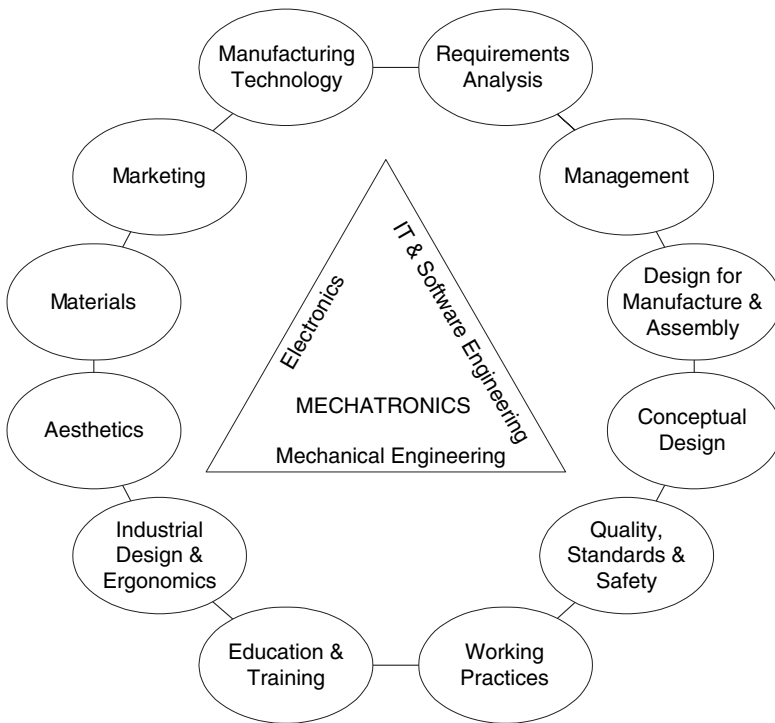 Manufacturing
Technology
Requirements
Analysis
Marketing
Management
Materials
Design for
Manufacture &
Assembly
Electronics
IT & Software Engineering
MECHATRONICS
Mechanical Engineering
Aesthetics
Conceptual
Design
Industrial
Design &
Ergonomics
Quality,
Standards &
Safety
Education &
Training
Working
Practices